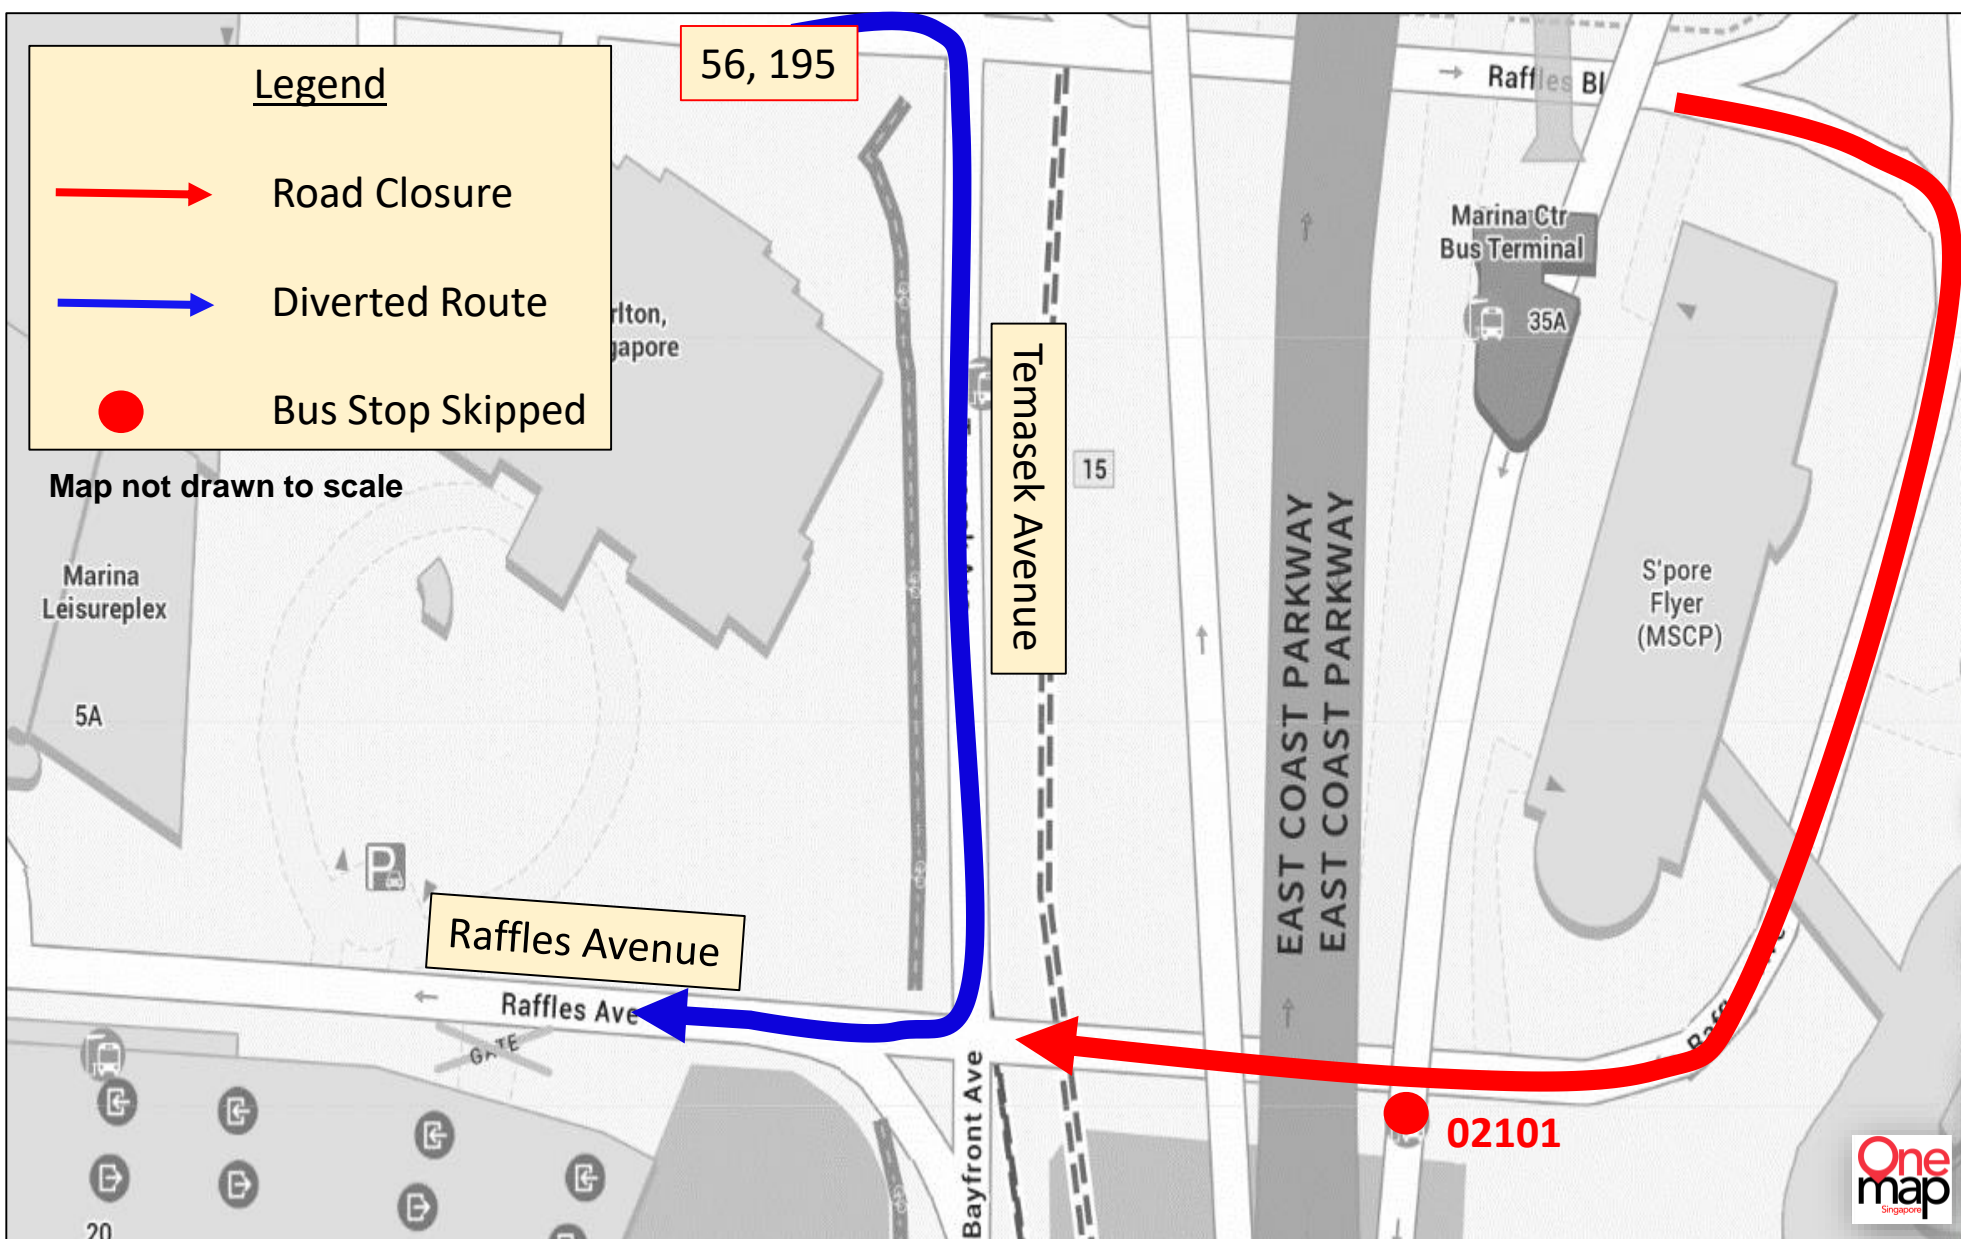 Legend
Road Closure
Diverted Route
Bus Stop Skipped
Map not drawn to scale
56, 195
Raffles Bl
Marina Ctr
Bus Terminal
35A
rlton,
gapore
Temasek Avenue
15
EAST COAST PARKWAY
EAST COAST PARKWAY
S'pore
Flyer
(MSCP)
Marina
Leisureplex
5A
P
Raffles Avenue
Raffles Ave
GATE
Bayfront Ave
02101
20
One
map
Singapore